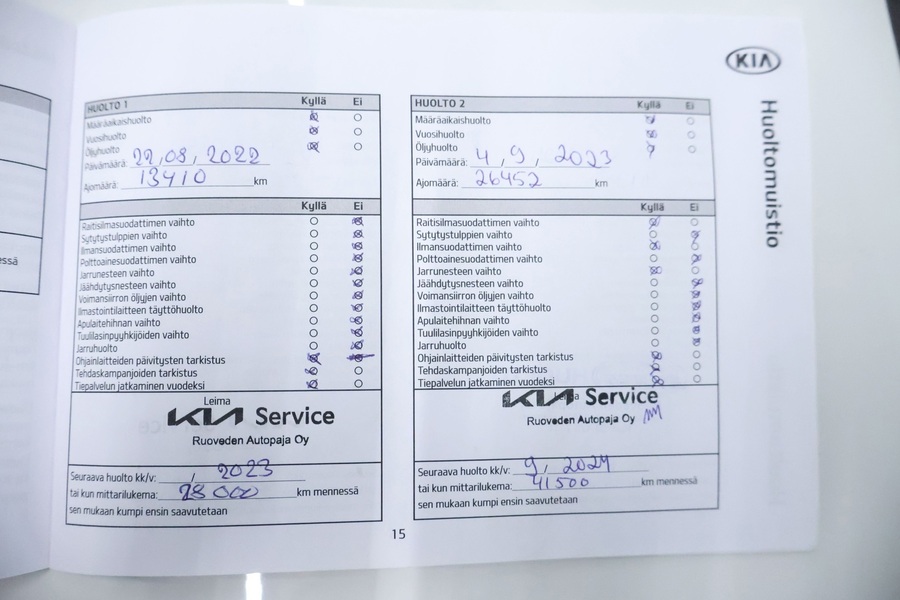 KIA
Huoltomuistio
ssä
HUOLTO 1 Kyllä Ei
Määräaikaishuolto
Vuosihuolto
Öljyhuolto
Päivämäärä: 22,08,2022
Ajomäärä: 13410 km
Kyllä Ei
Raitisilmasuodattimen vaihto
Sytytystulppien vaihto
Ilmansuodattimen vaihto
Polttoainesuodattimen vaihto
Jarrunesteen vaihto
Jäähdytysnesteen vaihto
Voimansiirron öljyjen vaihto
Ilmastointilaitteen täyttöhuolto
Apulaitehihnan vaihto
Tuulilasinpyyhkijöiden vaihto
Jarruhuolto
Ohjainlaitteiden päivitysten tarkistus
Tehdaskampanjoiden tarkistus
Tiepalvelun jatkaminen vuodeksi
Leima
KIA Service
Ruoveden Autopaja Oy
Seuraava huolto kk/v: / 2023
tai kun mittarilukema: 28000 km mennessä
sen mukaan kumpi ensin saavutetaan
HUOLTO 2 Kyllä Ei
Määräaikaishuolto
Vuosihuolto
Öljyhuolto
Päivämäärä: 4,9,2023
Ajomäärä: 26452 km
Kyllä Ei
Raitisilmasuodattimen vaihto
Sytytystulppien vaihto
Ilmansuodattimen vaihto
Polttoainesuodattimen vaihto
Jarrunesteen vaihto
Jäähdytysnesteen vaihto
Voimansiirron öljyjen vaihto
Ilmastointilaitteen täyttöhuolto
Apulaitehihnan vaihto
Tuulilasinpyyhkijöiden vaihto
Jarruhuolto
Ohjainlaitteiden päivitysten tarkistus
Tehdaskampanjoiden tarkistus
Tiepalvelun jatkaminen vuodeksi
Leima
KIA Service
Ruoveden Autopaja Oy
Seuraava huolto kk/v: 9, 2024
tai kun mittarilukema: 41500 km mennessä
sen mukaan kumpi ensin saavutetaan
15